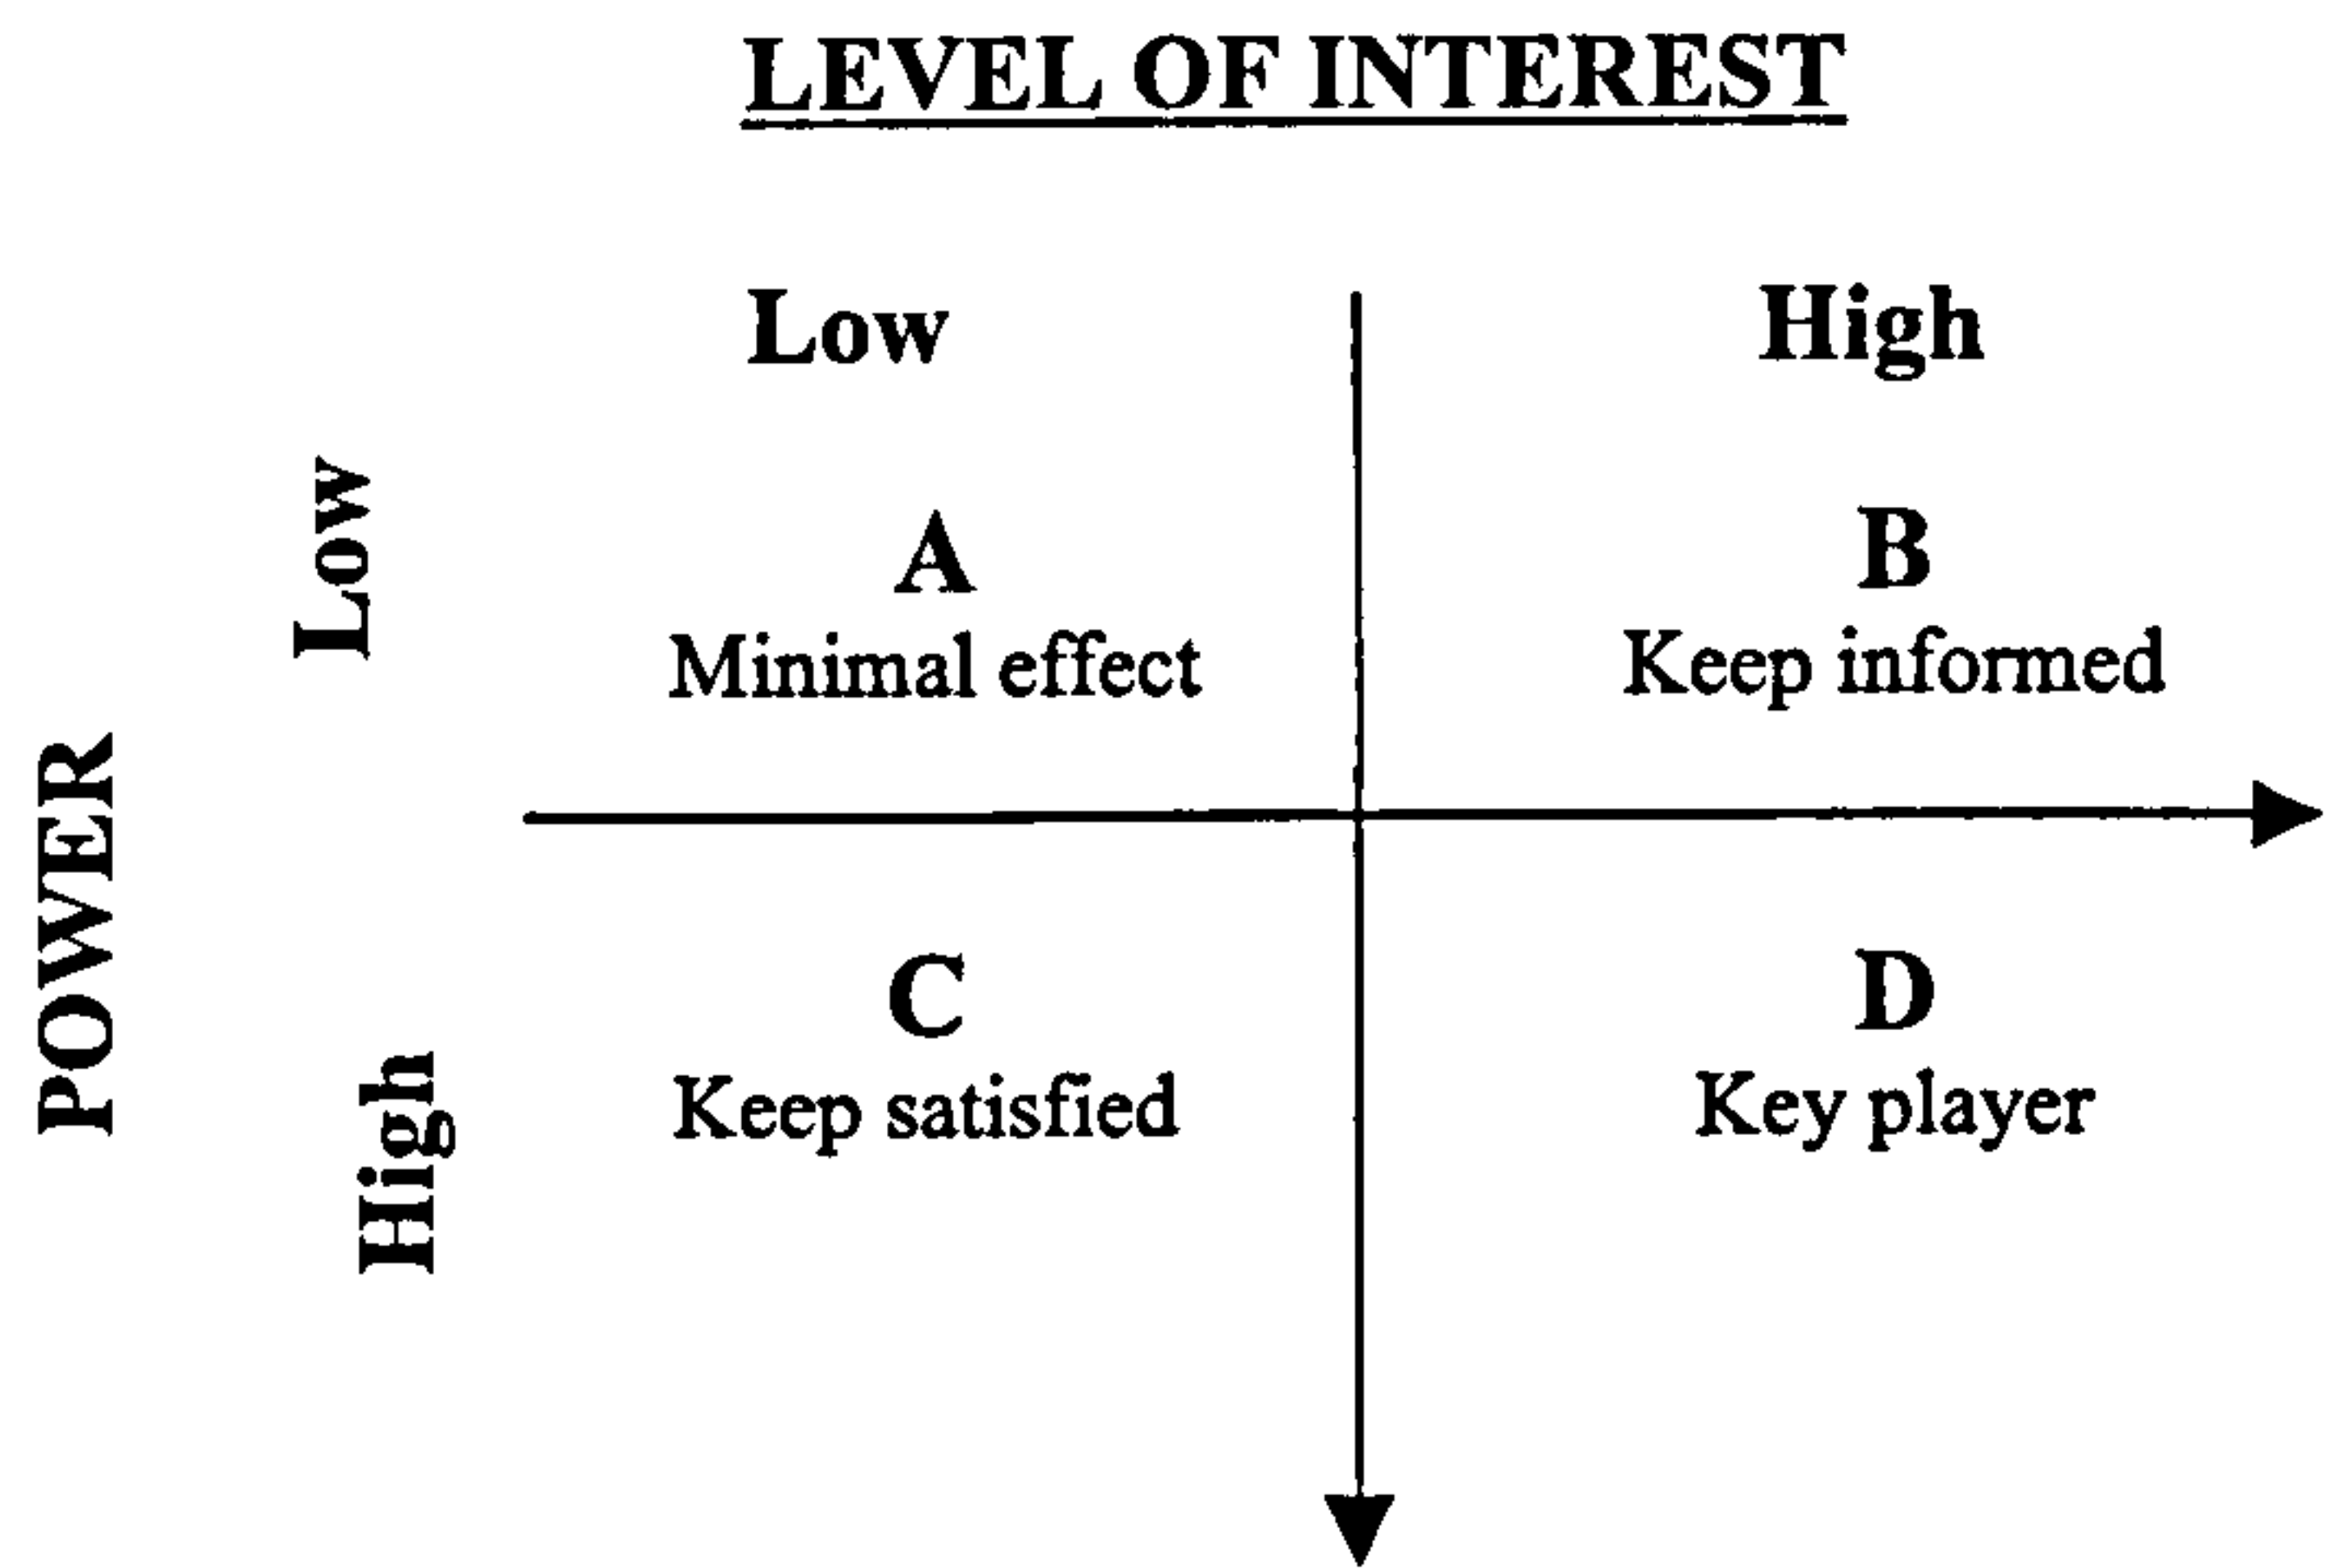 LEVEL OF INTEREST
Low High
Low
A B
Minimal effect Keep informed
POWER
High
C D
Keep satisfied Key player